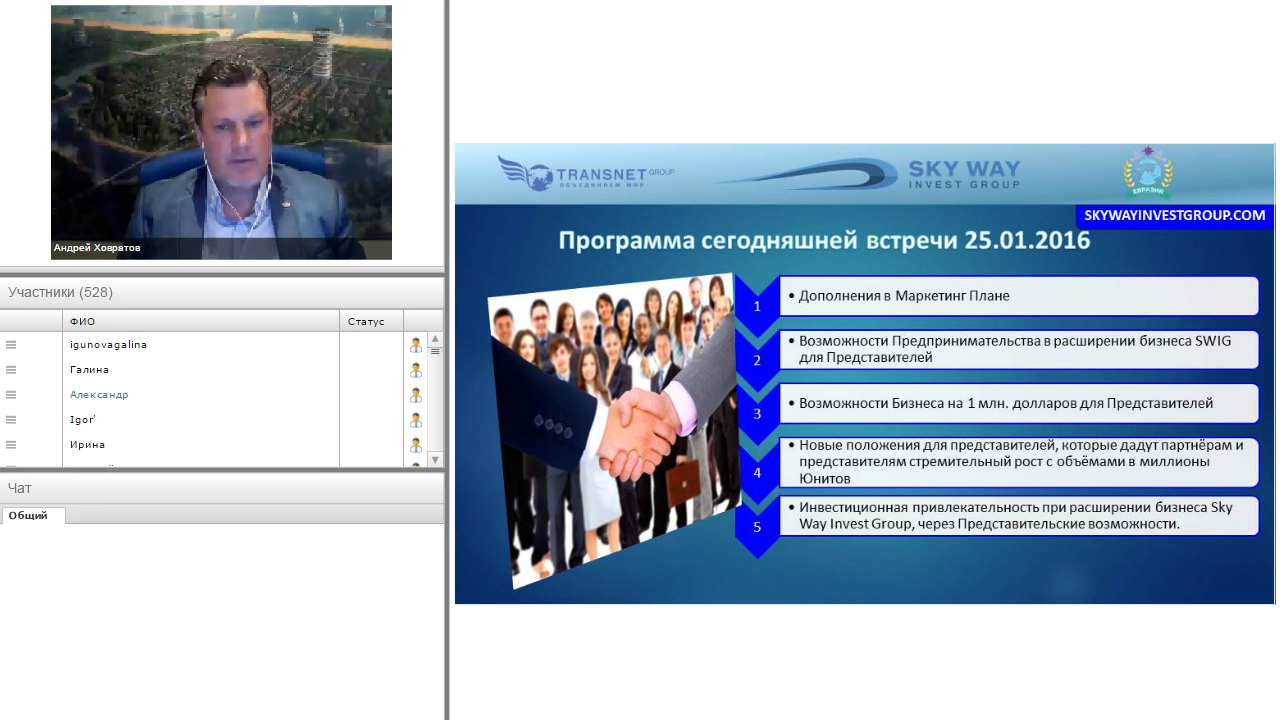 Андрей Ховратов
Участники (528)
ФИО
Статус
igunovagalina
Галина
Александр
Igor'
Ирина
Чат
Общий
TRANSNET GROUP
ОБЪЕДИНЯЕМ МИР
SKY WAY
INVEST GROUP
ЕВРАЗИЯ
SKYWAYINVESTGROUP.COM
Программа сегодняшней встречи 25.01.2016
1
• Дополнения в Маркетинг Плане
2
• Возможности Предпринимательства в расширении бизнеса SWIG
для Представителей
3
• Возможности Бизнеса на 1 млн. долларов для Представителей
4
• Новые положения для представителей, которые дадут партнёрам и
представителям стремительный рост с объёмами в миллионы
Юнитов
5
• Инвестиционная привлекательность при расширении бизнеса Sky
Way Invest Group, через Представительские возможности.